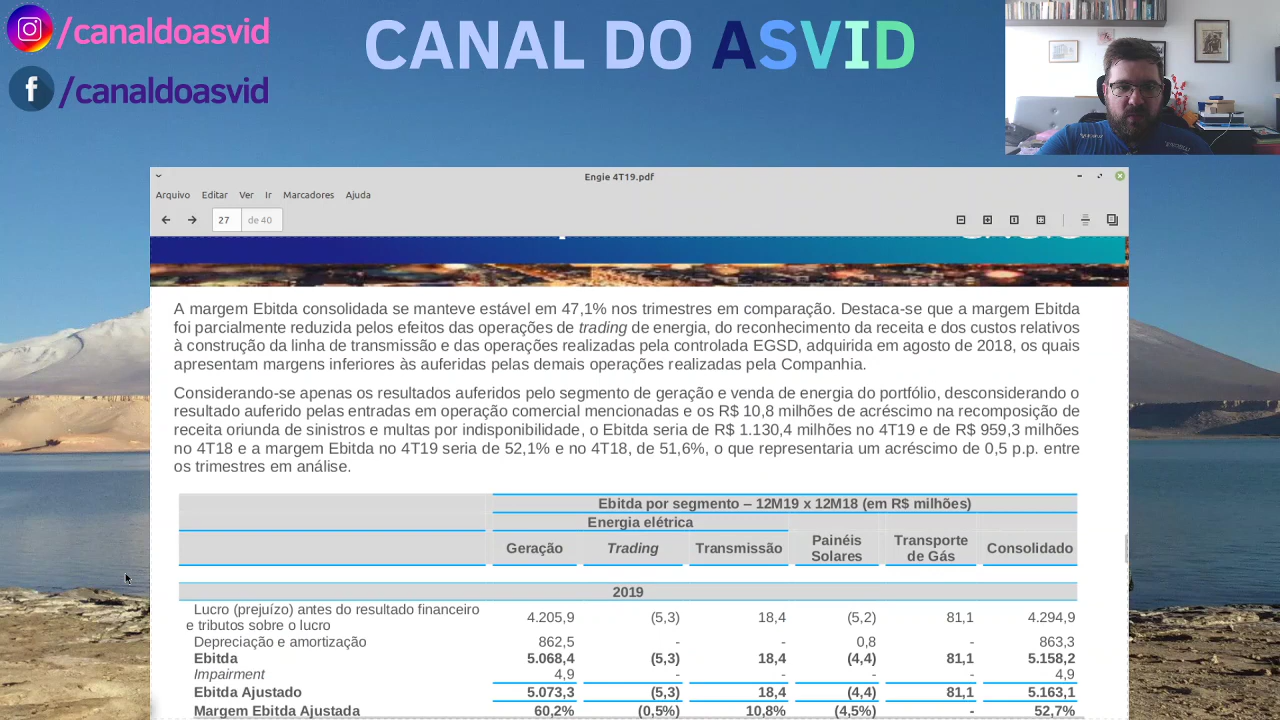 /canaldoasvid
CANAL DO ASVID
f /canaldoasvid
Engie 4T19.pdf
Arquivo Editar Ver Ir Marcadores Ajuda
27 de 40
A margem Ebitda consolidada se manteve estável em 47,1% nos trimestres em comparação. Destaca-se que a margem Ebitda
foi parcialmente reduzida pelos efeitos das operações de trading de energia, do reconhecimento da receita e dos custos relativos
à construção da linha de transmissão e das operações realizadas pela controlada EGSD, adquirida em agosto de 2018, os quais
apresentam margens inferiores às auferidas pelas demais operações realizadas pela Companhia.
Considerando-se apenas os resultados auferidos pelo segmento de geração e venda de energia do portfólio, desconsiderando o
resultado auferido pelas entradas em operação comercial mencionadas e os R$ 10,8 milhões de acréscimo na recomposição de
receita oriunda de sinistros e multas por indisponibilidade, o Ebitda seria de R$ 1.130,4 milhões no 4T19 e de R$ 959,3 milhões
no 4T18 e a margem Ebitda no 4T19 seria de 52,1% e no 4T18, de 51,6%, o que representaria um acréscimo de 0,5 p.p. entre
os trimestres em análise.
Ebitda por segmento – 12M19 x 12M18 (em R$ milhões)
Energia elétrica
Geração Trading Transmissão Painéis Solares Transporte de Gás Consolidado
2019
Lucro (prejuízo) antes do resultado financeiro
e tributos sobre o lucro 4.205,9 (5,3) 18,4 (5,2) 81,1 4.294,9
Depreciação e amortização 862,5 - - 0,8 - 863,3
Ebitda 5.068,4 (5,3) 18,4 (4,4) 81,1 5.158,2
Impairment 4,9 - - - - 4,9
Ebitda Ajustado 5.073,3 (5,3) 18,4 (4,4) 81,1 5.163,1
Margem Ebitda Ajustada 60,2% (0,5%) 10,8% (4,5%) - 52,7%